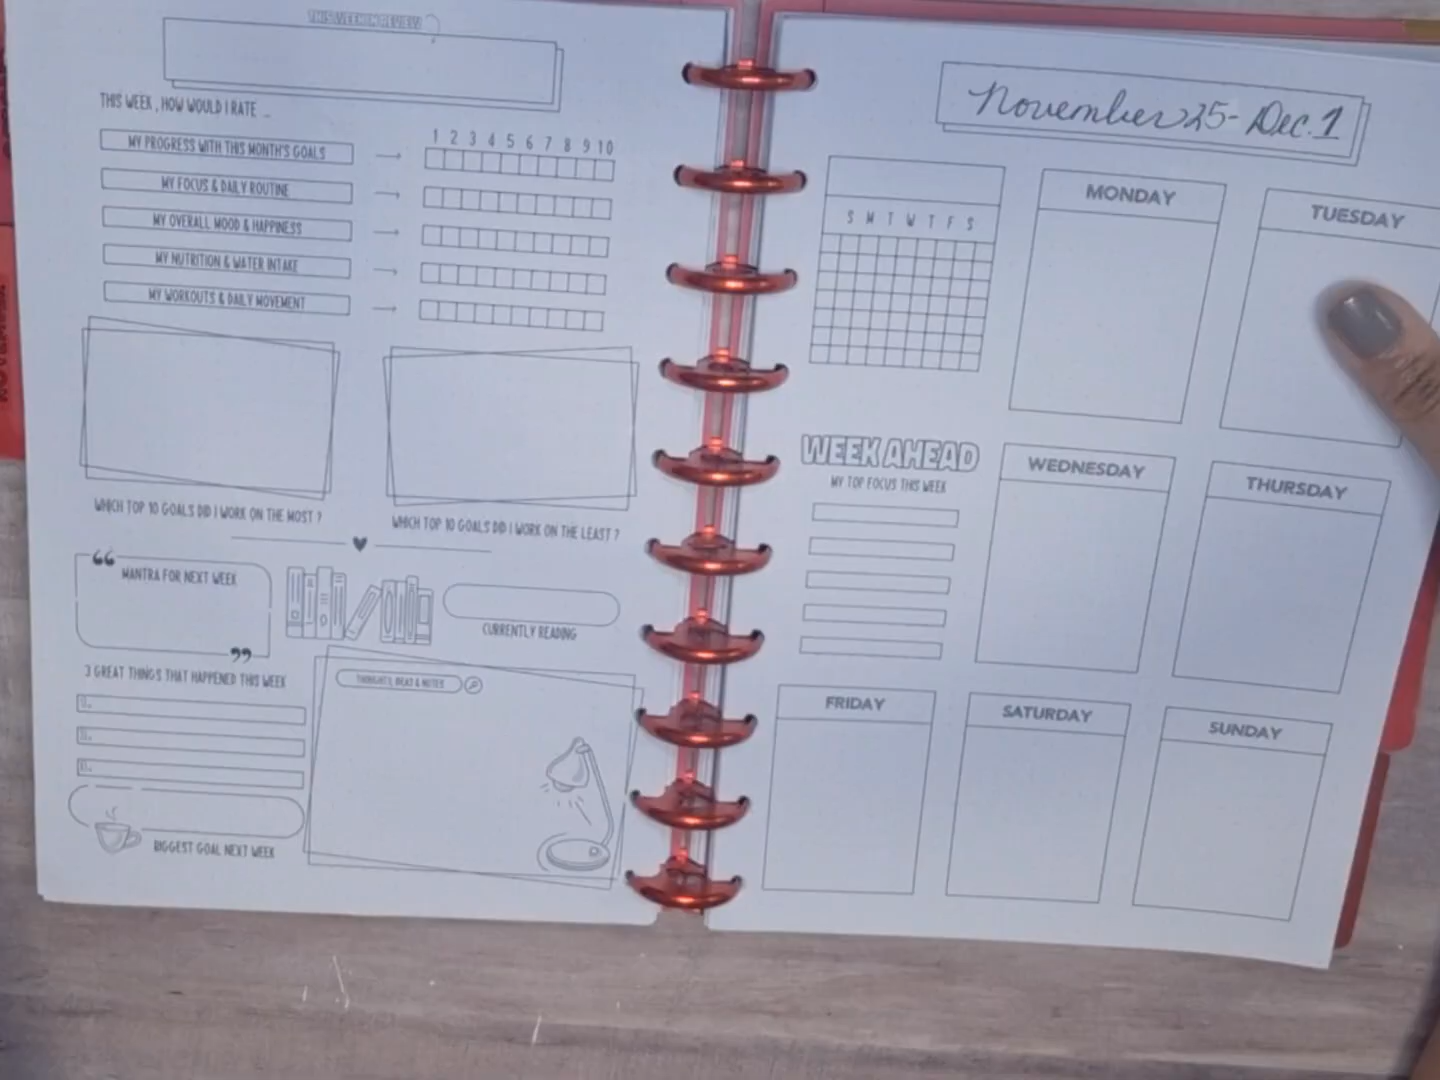 THIS WEEK IN REVIEW
THIS WEEK, HOW WOULD I RATE ...
1 2 3 4 5 6 7 8 9 10
MY PROGRESS WITH THIS MONTH'S GOALS
MY FOCUS & DAILY ROUTINE
MY OVERALL MOOD & HAPPINESS
MY NUTRITION & WATER INTAKE
MY WORKOUTS & DAILY MOVEMENT
WHICH TOP 10 GOALS DID I WORK ON THE MOST ?
WHICH TOP 10 GOALS DID I WORK ON THE LEAST ?
“ MANTRA FOR NEXT WEEK ”
CURRENTLY READING
3 GREAT THINGS THAT HAPPENED THIS WEEK
THOUGHTS, IDEAS & NOTES
BIGGEST GOAL NEXT WEEK
November 25- Dec. 1
S M T W T F S
MONDAY
TUESDAY
WEEK AHEAD
MY TOP FOCUS THIS WEEK
WEDNESDAY
THURSDAY
FRIDAY
SATURDAY
SUNDAY